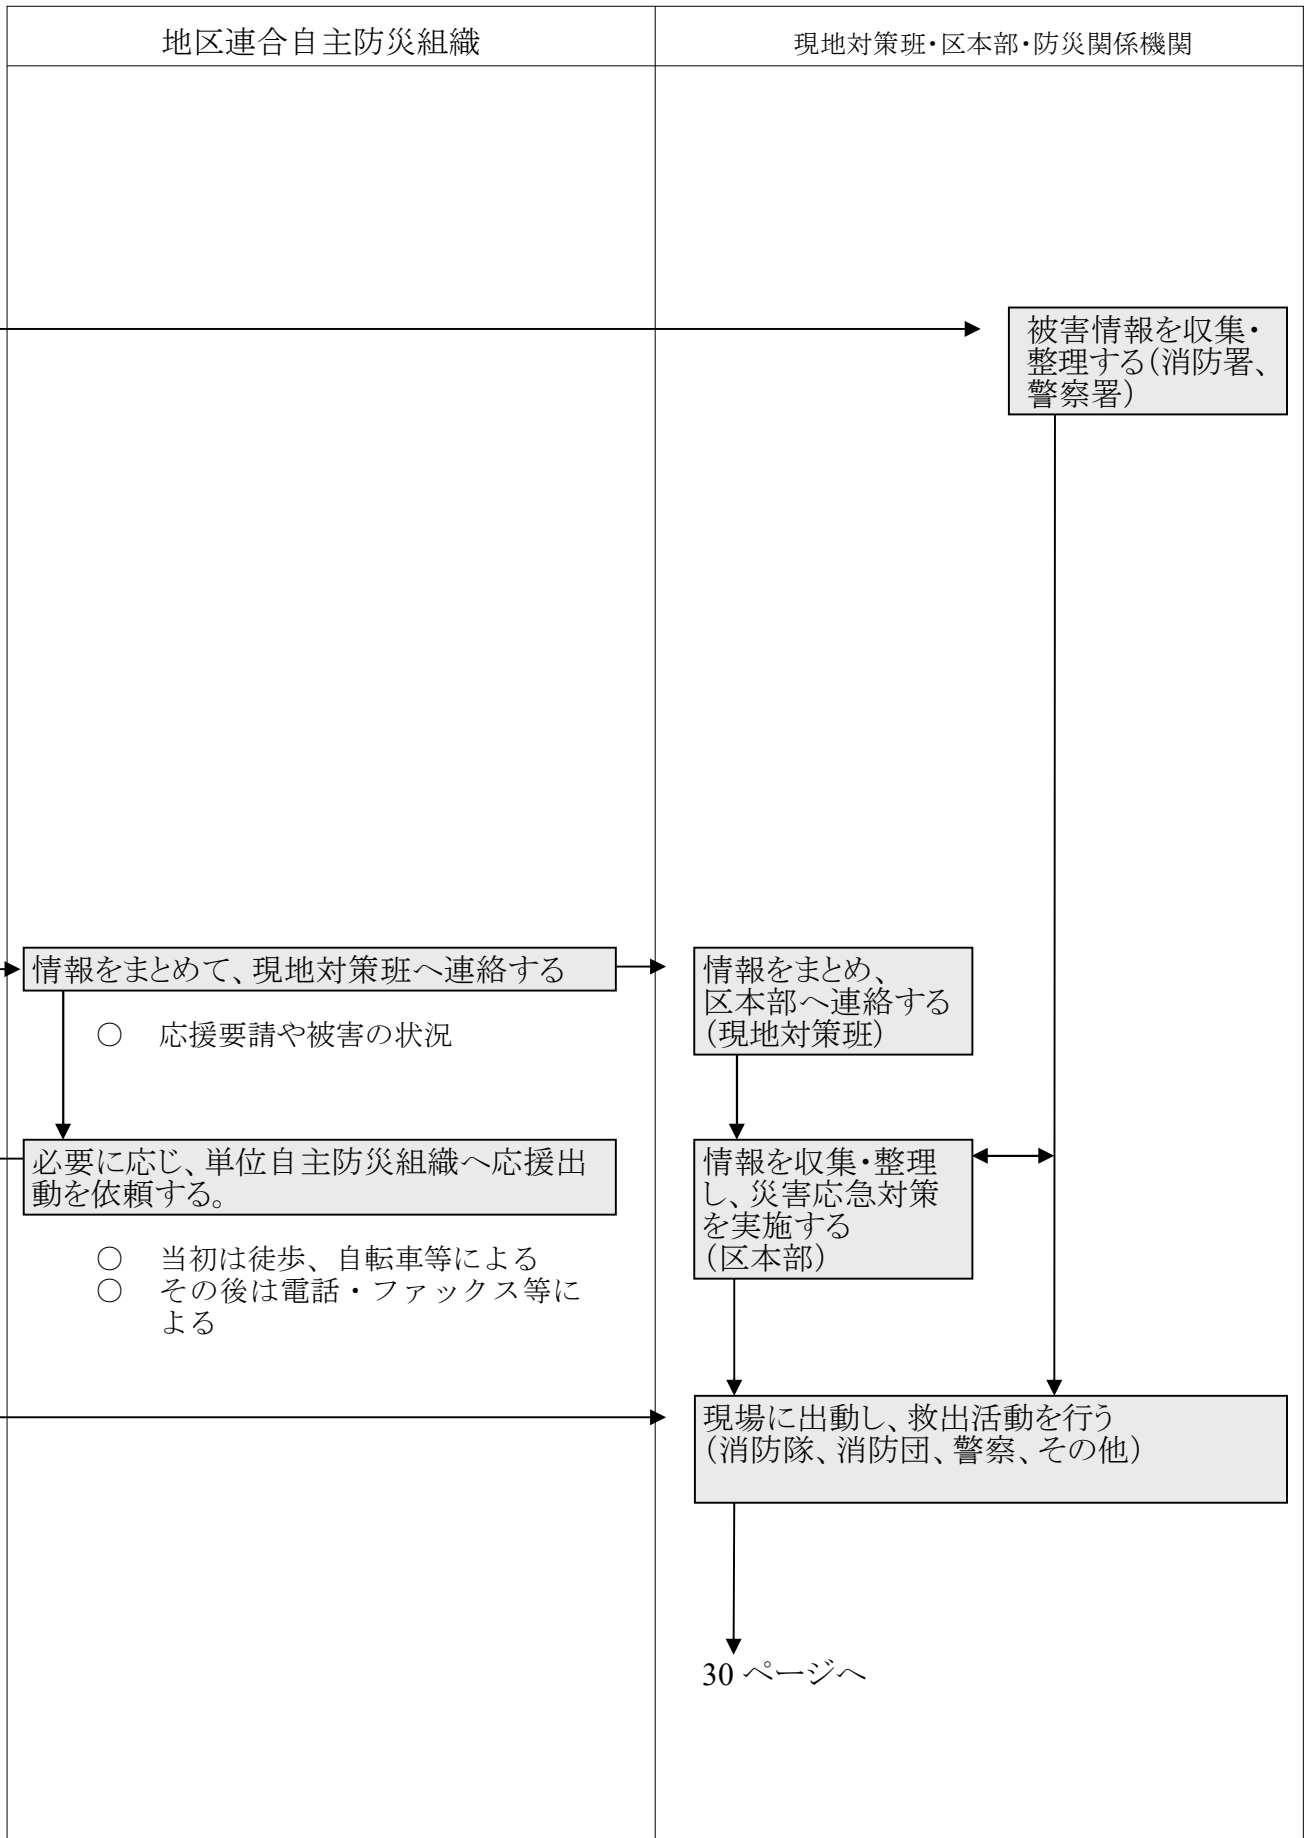 地区連合自主防災組織
現地対策班・区本部・防災関係機関
被害情報を収集・
整理する（消防署、
警察署）
情報をまとめて、現地対策班へ連絡する
○ 応援要請や被害の状況
情報をまとめ、
区本部へ連絡する
（現地対策班）
必要に応じ、単位自主防災組織へ応援出
動を依頼する。
○ 当初は徒歩、自転車等による
○ その後は電話・ファックス等に
よる
情報を収集・整理
し、災害応急対策
を実施する
（区本部）
現場に出動し、救出活動を行う
（消防隊、消防団、警察、その他）
30 ページへ